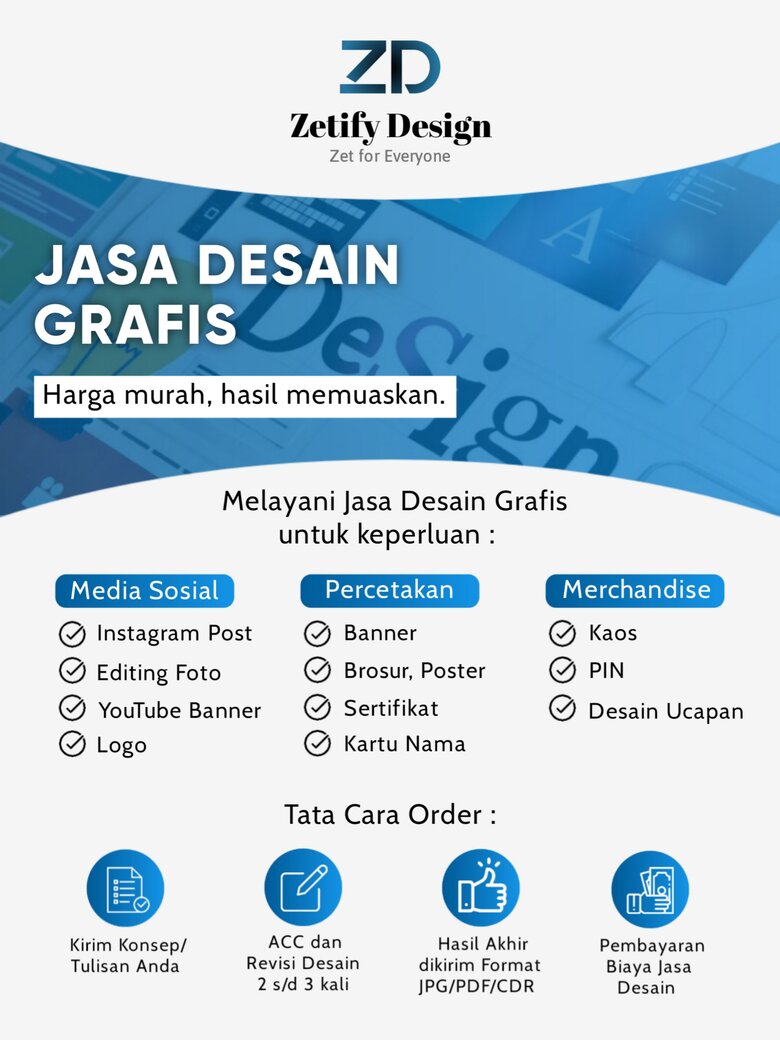 ZD
Zetify Design
Zet for Everyone
JASA DESAIN
GRAFIS
Harga murah, hasil memuaskan.
DeSign
A
Melayani Jasa Desain Grafis
untuk keperluan :
Media Sosial
Instagram Post
Editing Foto
YouTube Banner
Logo
Percetakan
Banner
Brosur, Poster
Sertifikat
Kartu Nama
Merchandise
Kaos
PIN
Desain Ucapan
Tata Cara Order :
Kirim Konsep/
Tulisan Anda
ACC dan
Revisi Desain
2 s/d 3 kali
Hasil Akhir
dikirim Format
JPG/PDF/CDR
Pembayaran
Biaya Jasa
Desain